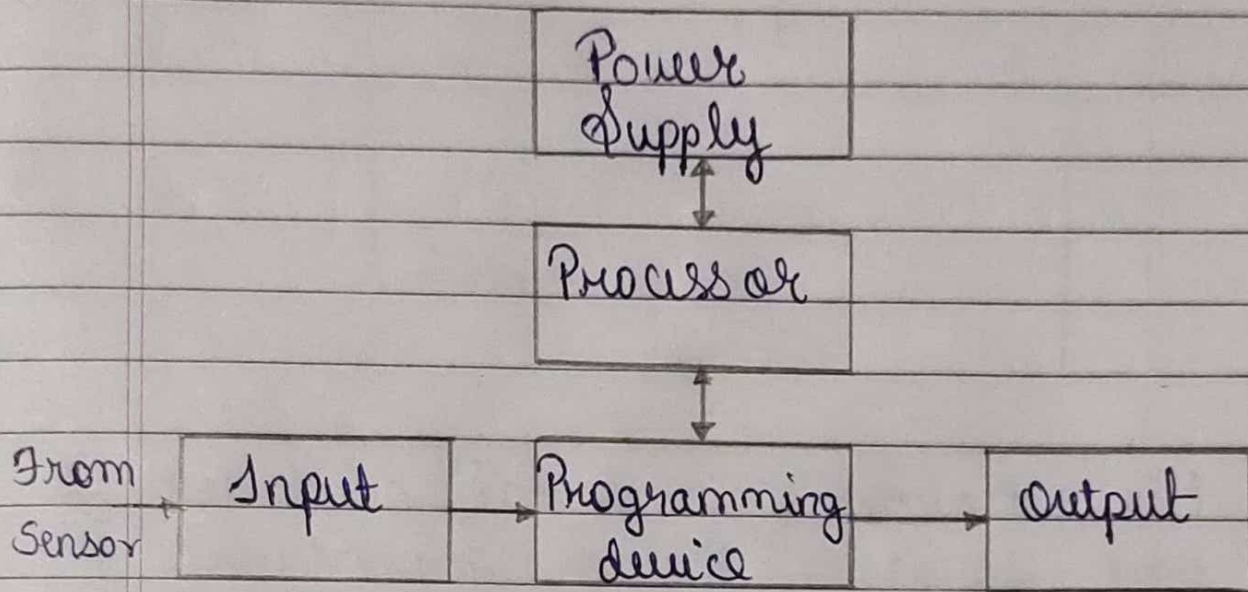 Power
Supply
Processor
From
Sensor
Input
Programming
device
Output